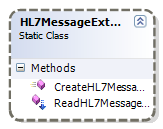 HL7MessageExt...
Static Class
Methods
CreateHL7Messa...
ReadHL7Message...